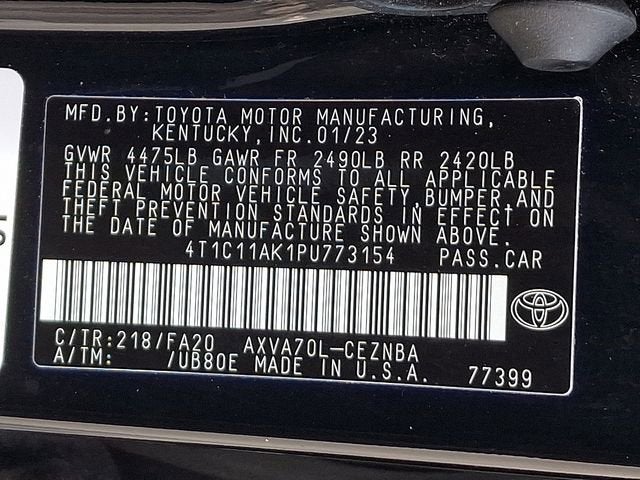 MFD.BY:TOYOTA MOTOR MANUFACTURING,
KENTUCKY,INC.01/23
GVWR 4475LB GAWR FR 2490LB RR 2420LB
THIS VEHICLE CONFORMS TO ALL APPLICABLE
FEDERAL MOTOR VEHICLE SAFETY,BUMPER,AND
THEFT PREVENTION STANDARDS IN EFFECT ON
THE DATE OF MANUFACTURE SHOWN ABOVE.
4T1C11AK1PU773154 PASS.CAR
C/TR:218/FA20 AXVA70L-CEZNBA
A/TM: /UB80E MADE IN U.S.A. 77399